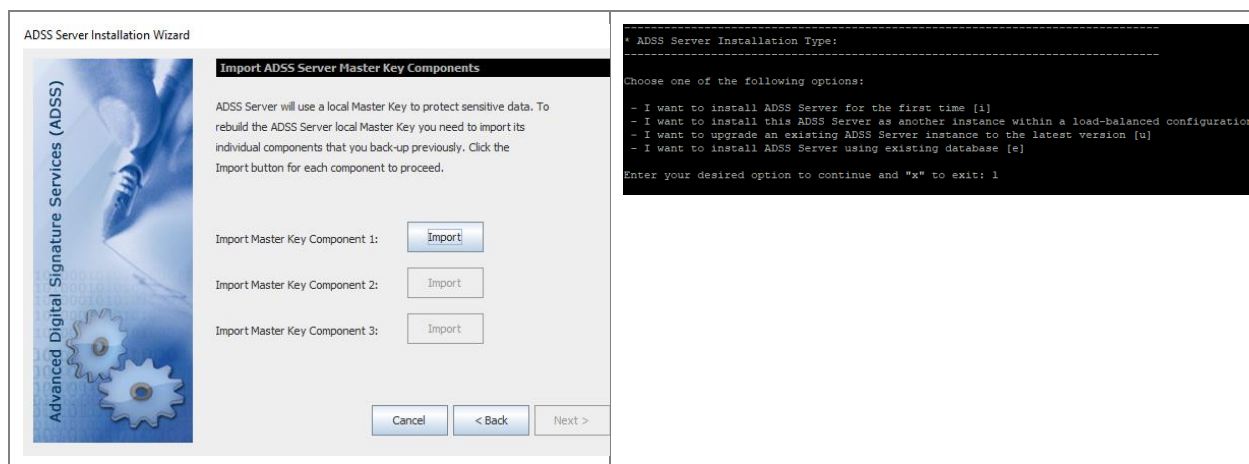 ADSS Server Installation Wizard
Advanced Digital Signature Services (ADSS)
Import ADSS Server Master Key Components
ADSS Server will use a local Master Key to protect sensitive data. To
rebuild the ADSS Server local Master Key you need to import its
individual components that you back-up previously. Click the
Import button for each component to proceed.
Import Master Key Component 1:
Import
Import Master Key Component 2:
Import
Import Master Key Component 3:
Import
Cancel
< Back
Next >
--------------------------------------------------------------------------
* ADSS Server Installation Type:
--------------------------------------------------------------------------
Choose one of the following options:
- I want to install ADSS Server for the first time [i]
- I want to install this ADSS Server as another instance within a load-balanced configuration
- I want to upgrade an existing ADSS Server instance to the latest version [u]
- I want to install ADSS Server using existing database [e]
Enter your desired option to continue and "x" to exit: l